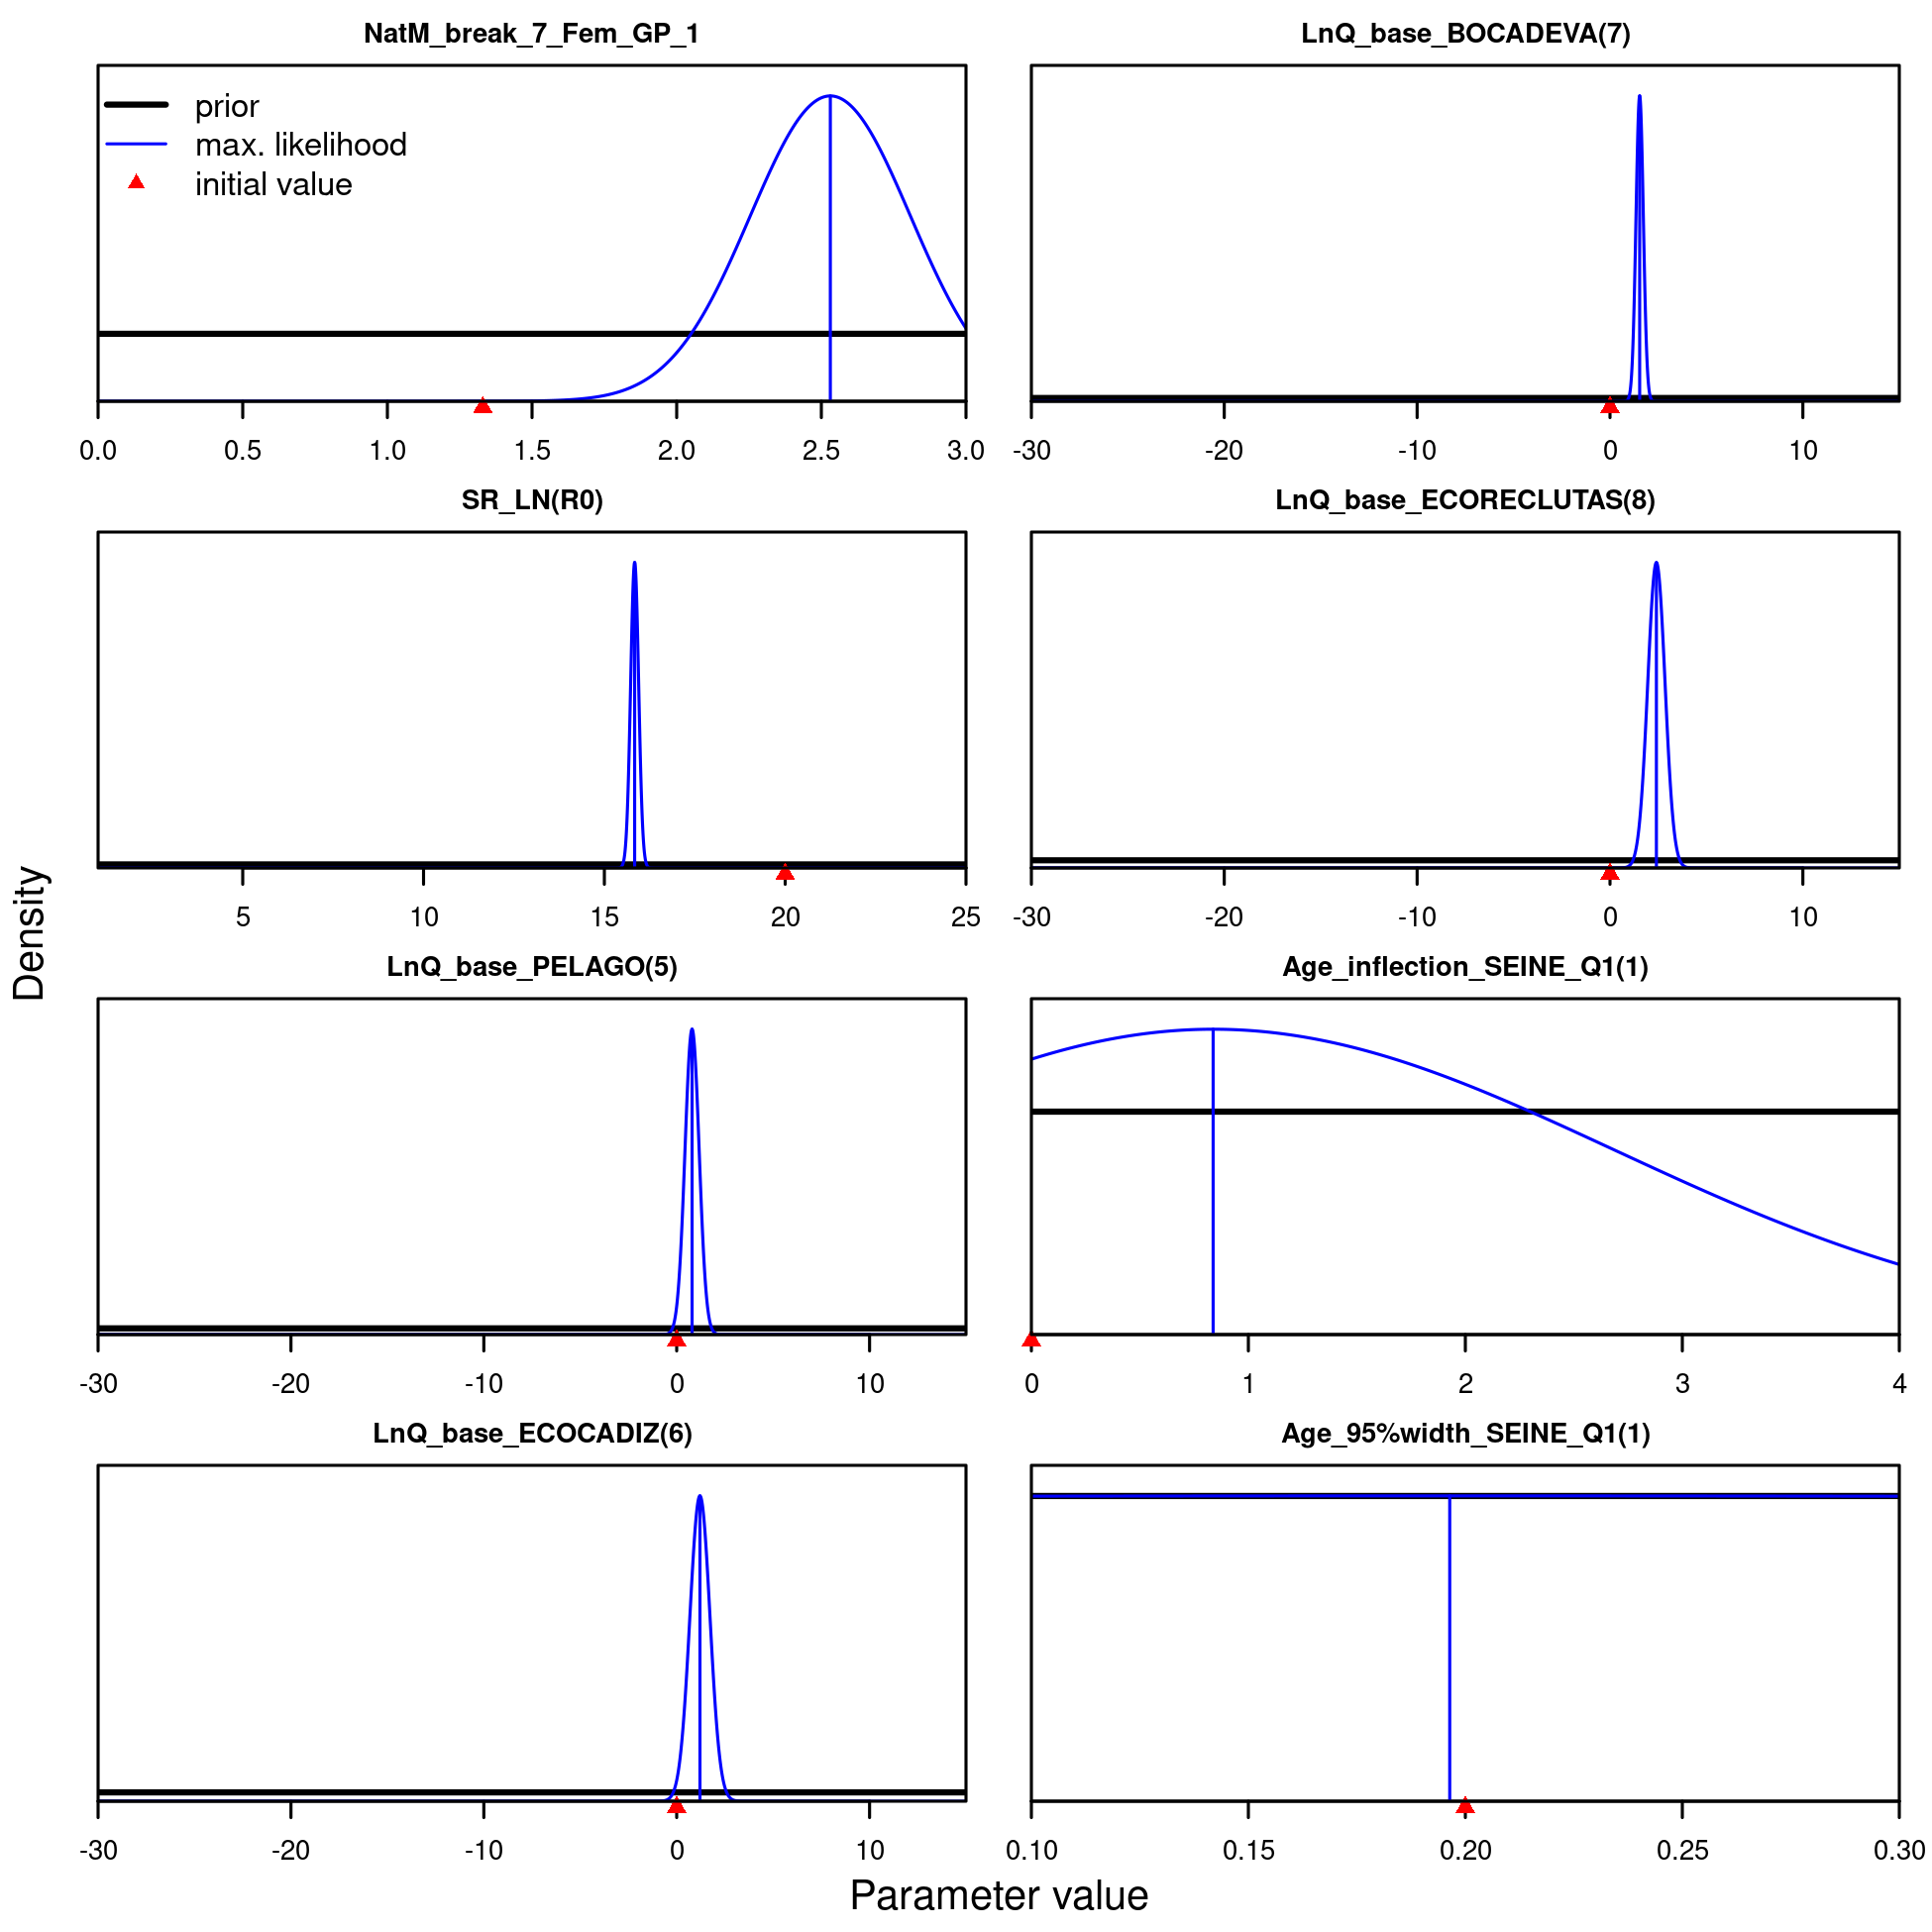 NatM_break_7_Fem_GP_1
prior
max. likelihood
initial value
0.0 0.5 1.0 1.5 2.0 2.5 3.0
LnQ_base_BOCADEVA(7)
-30 -20 -10 0 10
SR_LN(R0)
5 10 15 20 25
LnQ_base_ECORECLUTAS(8)
-30 -20 -10 0 10
Density
LnQ_base_PELAGO(5)
-30 -20 -10 0 10
Age_inflection_SEINE_Q1(1)
0 1 2 3 4
LnQ_base_ECOCADIZ(6)
-30 -20 -10 0 10
Age_95%width_SEINE_Q1(1)
0.10 0.15 0.20 0.25 0.30
Parameter value